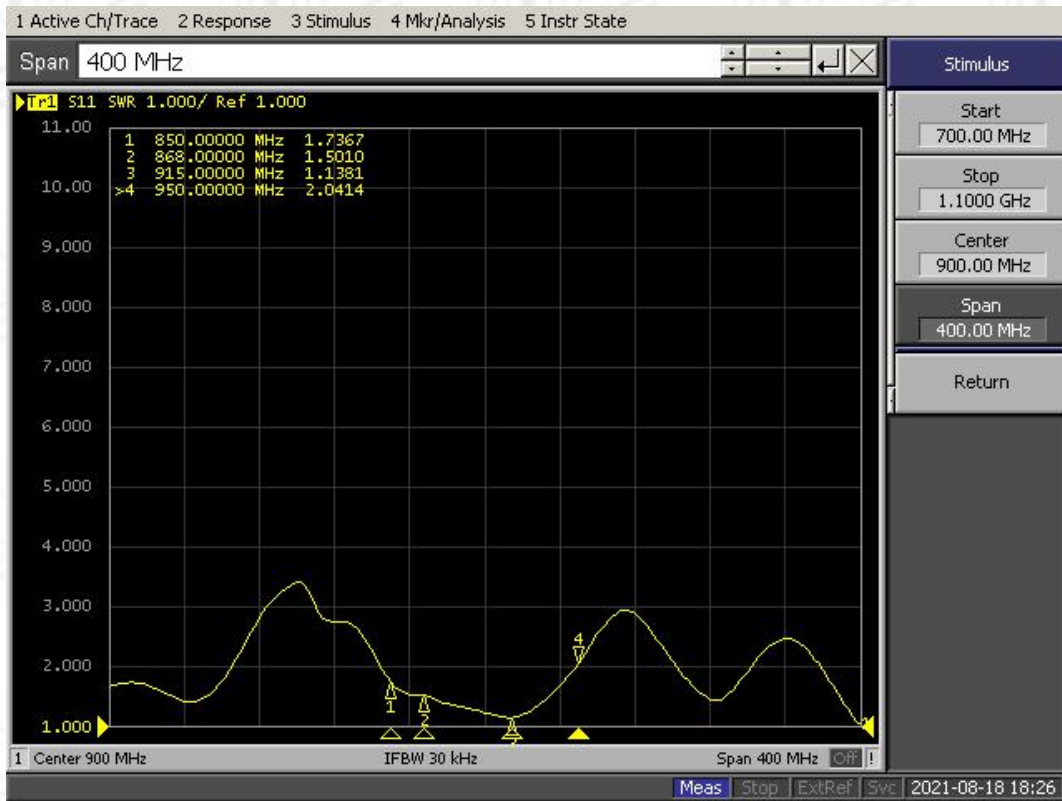 1 Active Ch/Trace 2 Response 3 Stimulus 4 Mkr/Analysis 5 Instr State
Span 400 MHz
Stimulus
Tr1 S11 SWR 1.000/ Ref 1.000
11.00
10.00
9.000
8.000
7.000
6.000
5.000
4.000
3.000
2.000
1.000
1 850.00000 MHz 1.7367
2 868.00000 MHz 1.5010
3 915.00000 MHz 1.1381
>4 950.00000 MHz 2.0414
1
2
4
Start
700.00 MHz
Stop
1.1000 GHz
Center
900.00 MHz
Span
400.00 MHz
Return
1 Center 900 MHz IFBW 30 kHz Span 400 MHz Off !
Meas Stop ExtRef Svc 2021-08-18 18:26